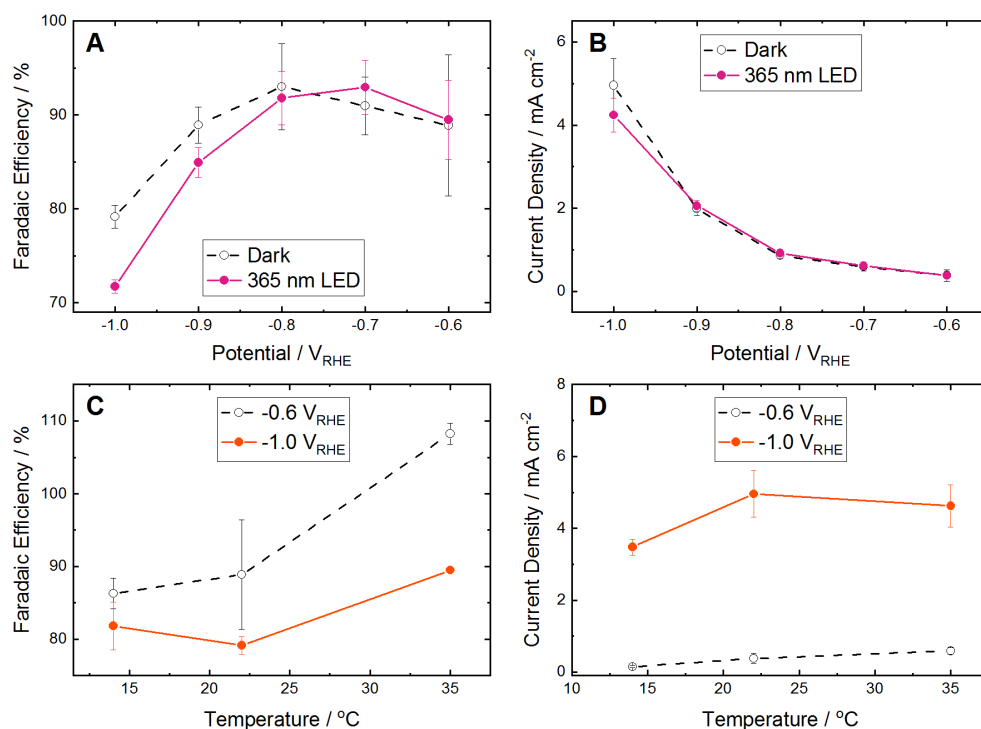 A
Faradaic Efficiency / %
100
90
80
70
Dark
365 nm LED
-1.0 -0.9 -0.8 -0.7 -0.6
Potential / VRHE
B
Current Density / mA cm-2
6
4
2
0
Dark
365 nm LED
-1.0 -0.9 -0.8 -0.7 -0.6
Potential / VRHE
C
Faradaic Efficiency / %
110
100
90
80
-0.6 VRHE
-1.0 VRHE
15 20 25 30 35
Temperature / oC
D
Current Density / mA cm-2
8
6
4
2
0
-0.6 VRHE
-1.0 VRHE
10 15 20 25 30 35
Temperature / oC